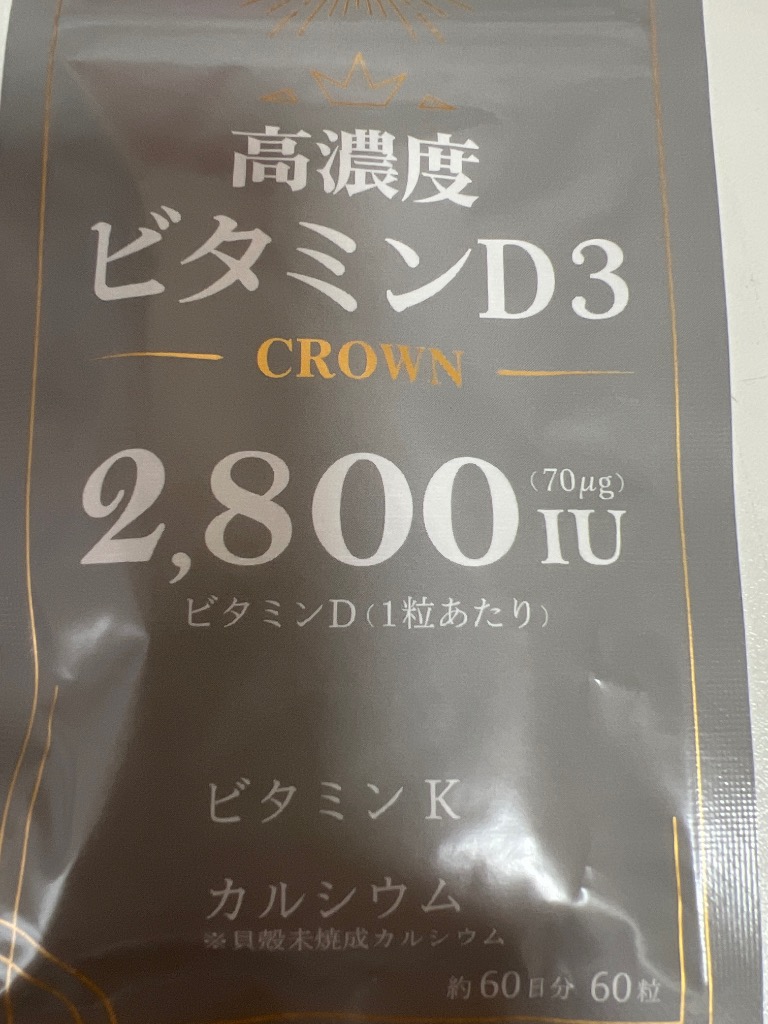 高濃度
ビタミンD3
CROWN
2,800 (70μg) IU
ビタミンD(1粒あたり)
ビタミン K
カルシウム
※貝殻未焼成カルシウム
約60日分 60粒